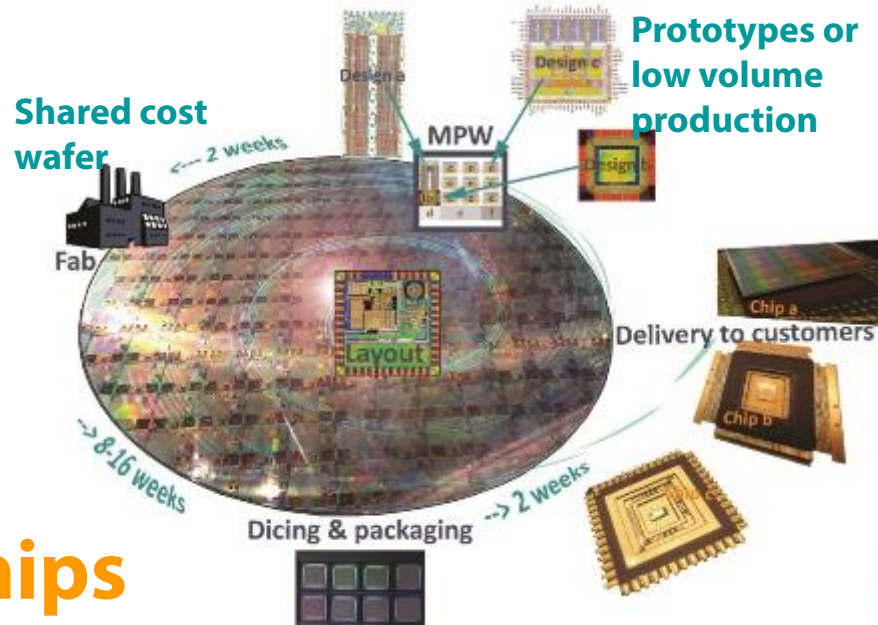 Prototypes or
low volume
production
Design a
Design c
Shared cost
wafer
<--- 2 weeks
MPW
Design b
d e f
Fab
Layout
Chip a
Delivery to customers
Chip b
--> 8-16 weeks
--> 2 weeks
Dicing & packaging
hips